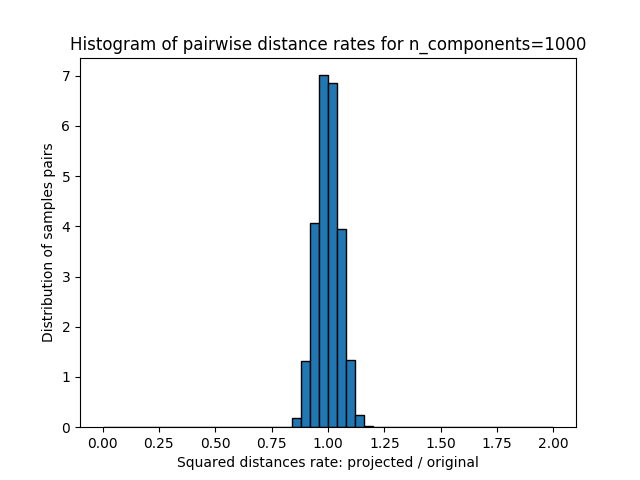 Histogram of pairwise distance rates for n_components=1000
Distribution of samples pairs
7
6
5
4
3
2
1
0
0.00 0.25 0.50 0.75 1.00 1.25 1.50 1.75 2.00
Squared distances rate: projected / original